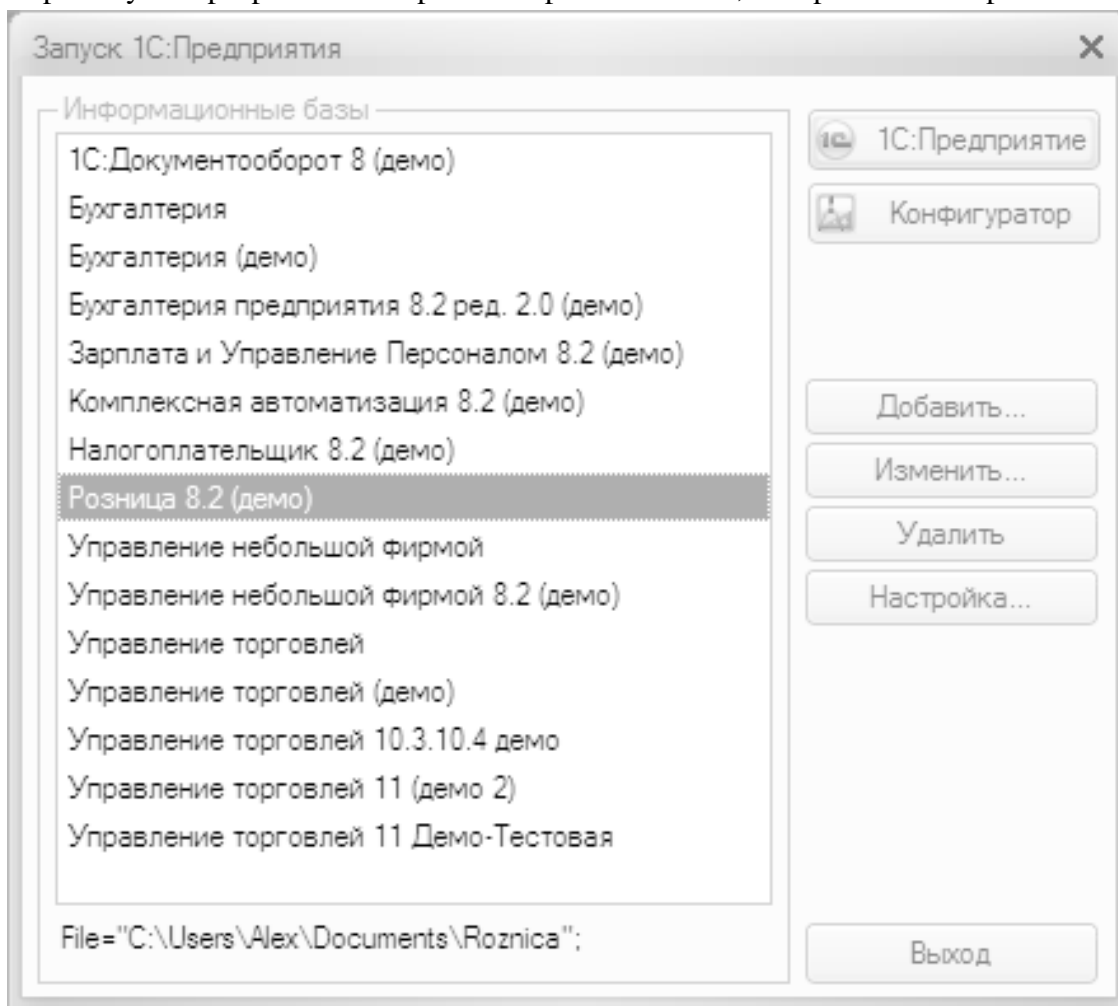 Запуск 1С:Предприятия
Информационные базы
1С:Документооборот 8 (демо)
Бухгалтерия
Бухгалтерия (демо)
Бухгалтерия предприятия 8.2 ред. 2.0 (демо)
Зарплата и Управление Персоналом 8.2 (демо)
Комплексная автоматизация 8.2 (демо)
Налогоплательщик 8.2 (демо)
Розница 8.2 (демо)
Управление небольшой фирмой
Управление небольшой фирмой 8.2 (демо)
Управление торговлей
Управление торговлей (демо)
Управление торговлей 10.3.10.4 демо
Управление торговлей 11 (демо 2)
Управление торговлей 11 Демо-Тестовая
File="C:\Users\Alex\Documents\Roznica";
1С:Предприятие
Конфигуратор
Добавить...
Изменить...
Удалить
Настройка...
Выход